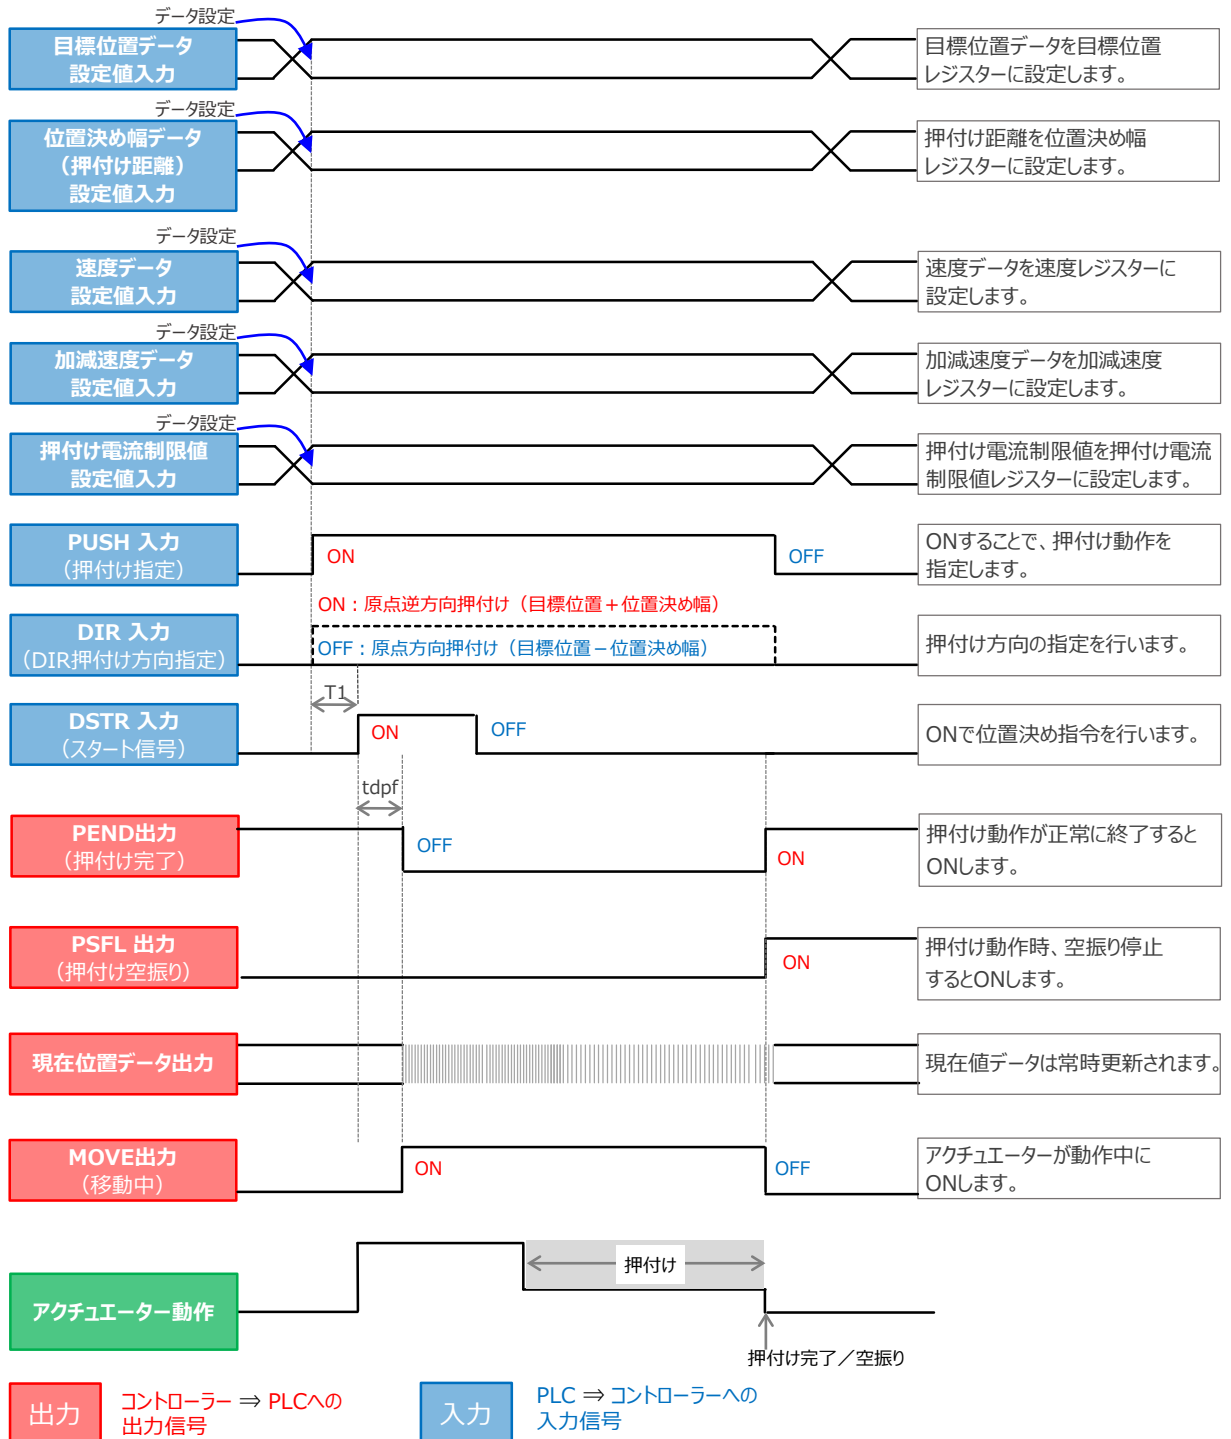 データ設定
目標位置データ
設定値入力
目標位置データを目標位置
レジスターに設定します。
データ設定
位置決め幅データ
（押付け距離）
設定値入力
押付け距離を位置決め幅
レジスターに設定します。
データ設定
速度データ
設定値入力
速度データを速度レジスターに
設定します。
データ設定
加減速度データ
設定値入力
加減速度データを加減速度
レジスターに設定します。
データ設定
押付け電流制限値
設定値入力
押付け電流制限値を押付け電流
制限値レジスターに設定します。
PUSH 入力
（押付け指定）
ON
OFF
ONすることで、押付け動作を
指定します。
ON：原点逆方向押付け（目標位置＋位置決め幅）
DIR 入力
（DIR押付け方向指定）
OFF：原点方向押付け（目標位置－位置決め幅）
押付け方向の指定を行います。
T1
DSTR 入力
（スタート信号）
ON
OFF
ONで位置決め指令を行います。
tdpf
PEND出力
（押付け完了）
OFF
ON
押付け動作が正常に終了すると
ONします。
PSFL 出力
（押付け空振り）
ON
押付け動作時、空振り停止
するとONします。
現在位置データ出力
現在値データは常時更新されます。
MOVE出力
（移動中）
ON
OFF
アクチュエーターが動作中に
ONします。
アクチュエーター動作
押付け
押付け完了／空振り
出力
コントローラー ⇒ PLCへの
出力信号
入力
PLC ⇒ コントローラーへの
入力信号